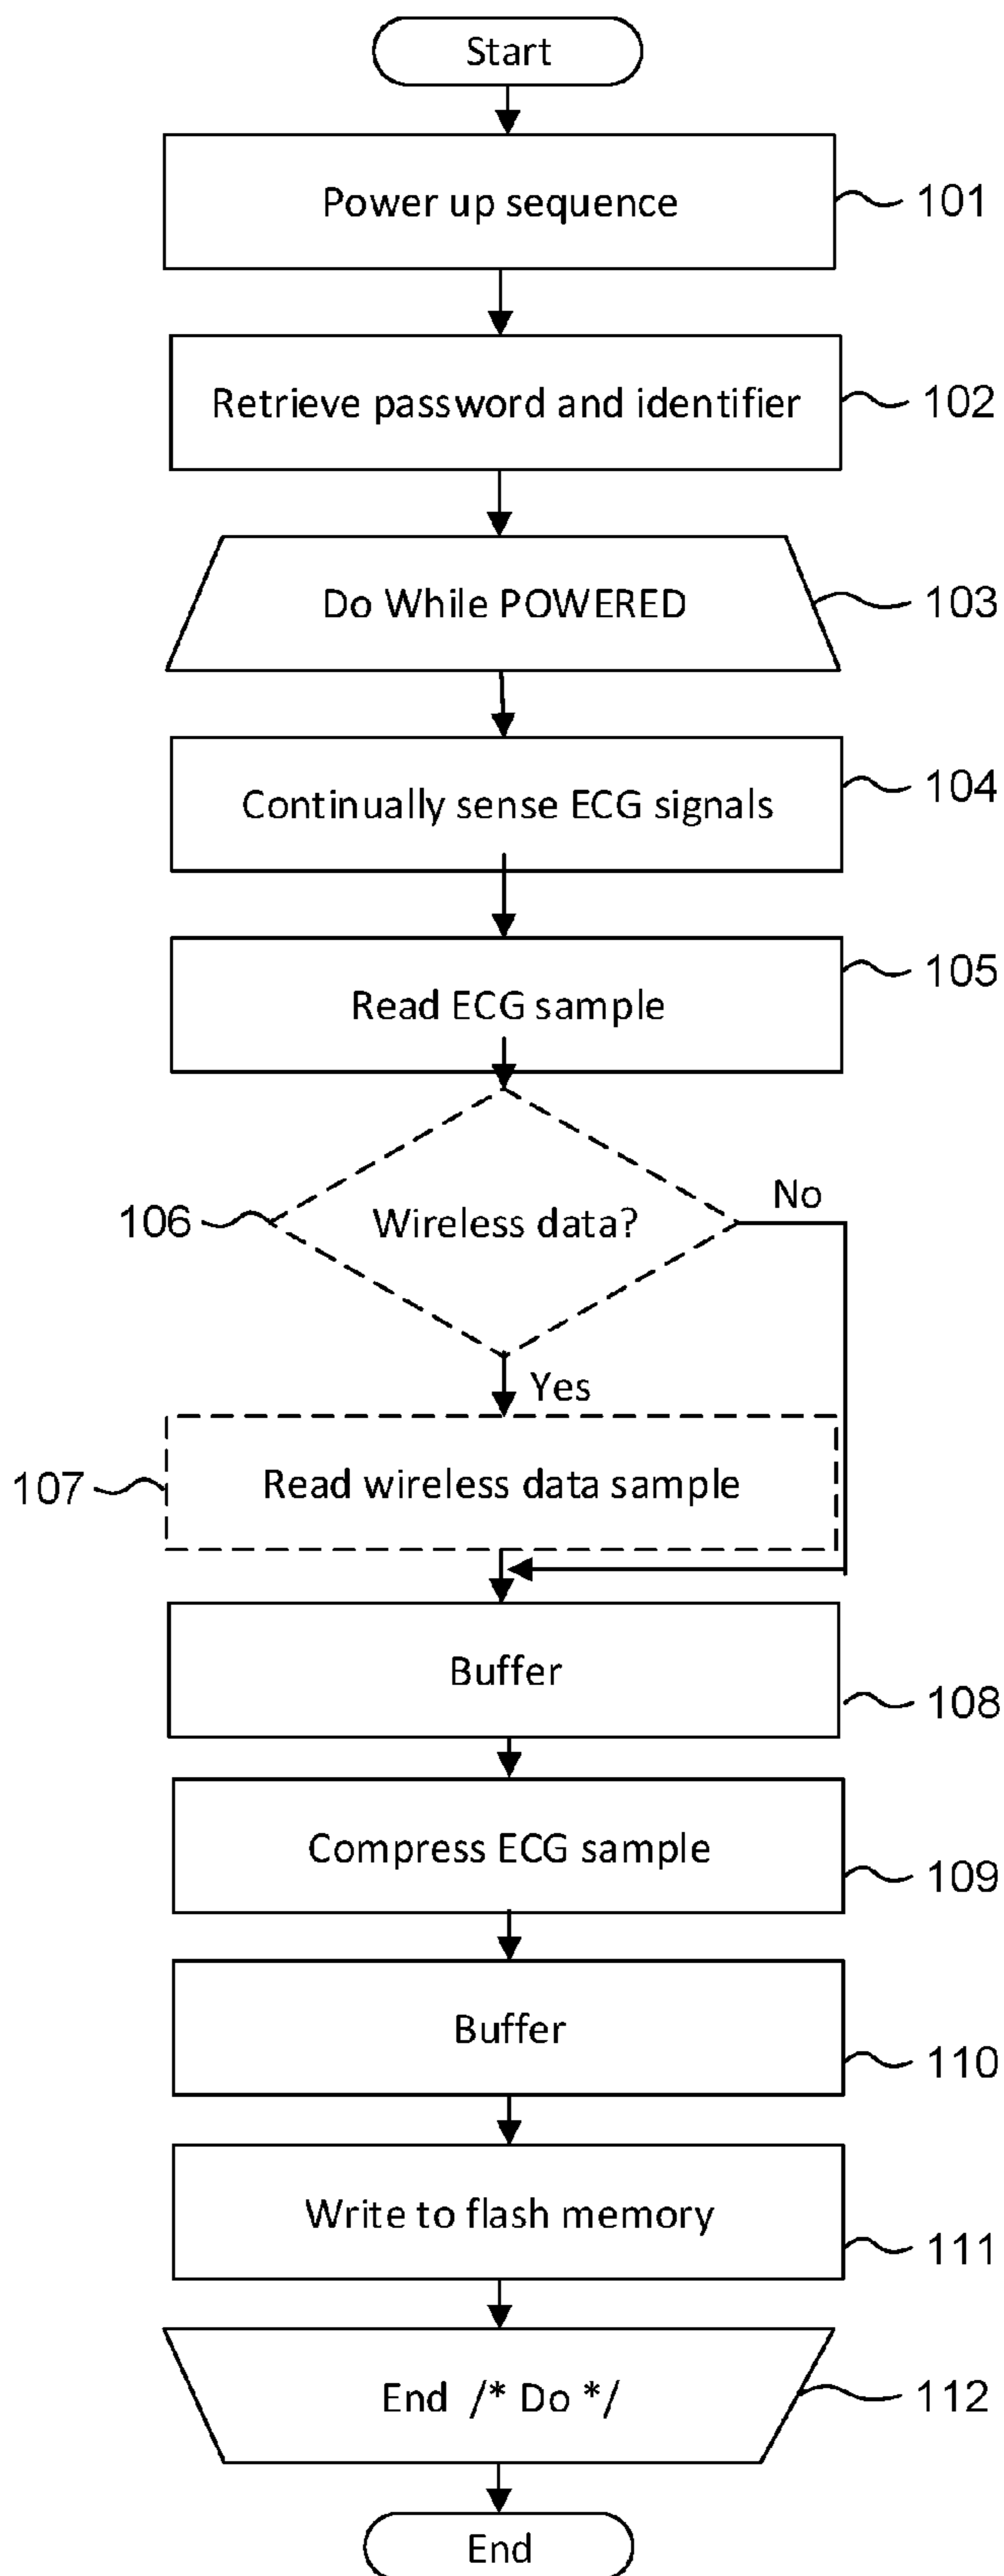 Start
Power up sequence
101
Retrieve password and identifier
102
Do While POWERED
103
Continually sense ECG signals
104
Read ECG sample
105
106
Wireless data?
No
Yes
107
Read wireless data sample
Buffer
108
Compress ECG sample
109
Buffer
110
Write to flash memory
111
End /* Do */
112
End